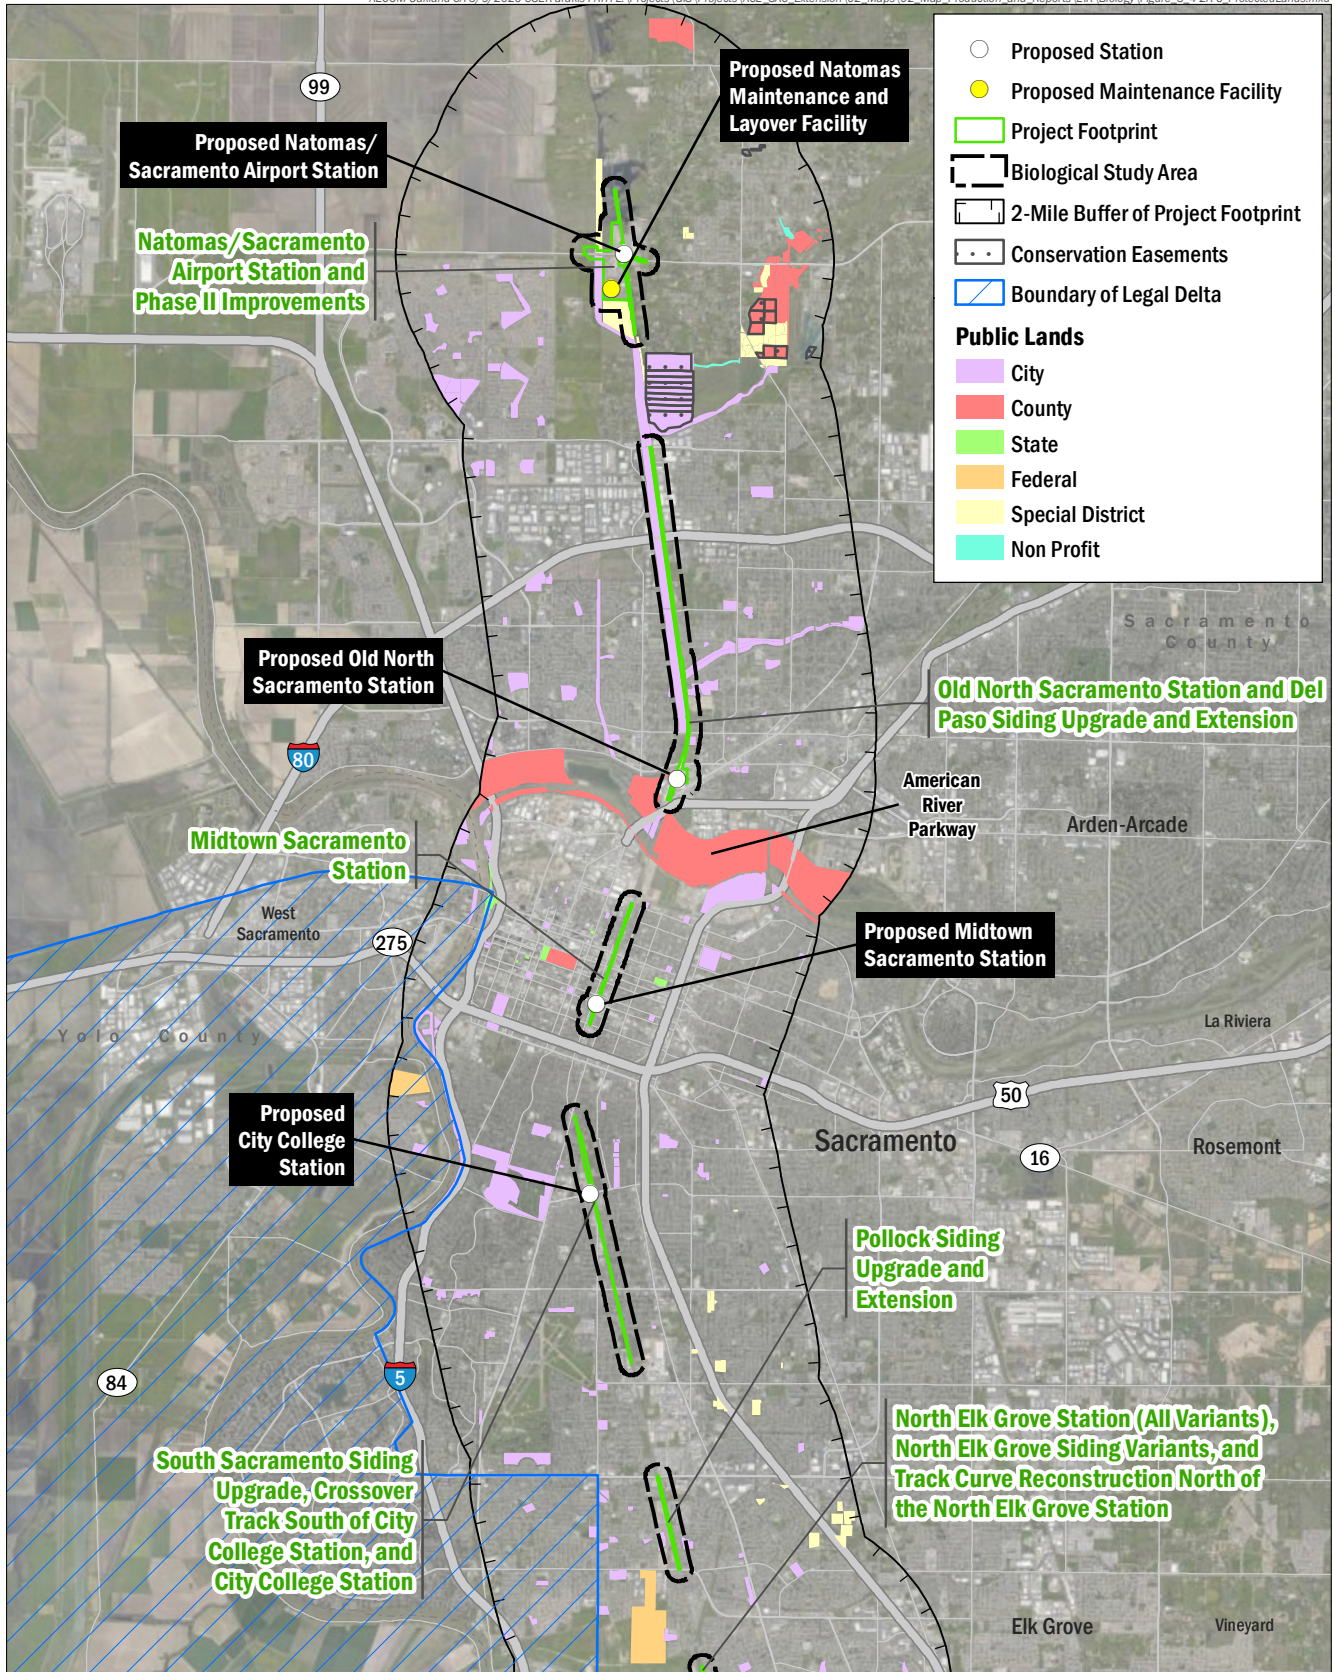 99
Proposed Natomas
Maintenance and
Layover Facility
Proposed Natomas/
Sacramento Airport Station
Natomas/Sacramento
Airport Station and
Phase II Improvements
Proposed Station
Proposed Maintenance Facility
Project Footprint
Biological Study Area
2-Mile Buffer of Project Footprint
Conservation Easements
Boundary of Legal Delta
Public Lands
City
County
State
Federal
Special District
Non Profit
Sacramento
County
Proposed Old North
Sacramento Station
Old North Sacramento Station and Del
Paso Siding Upgrade and Extension
80
American
River
Parkway
Arden-Arcade
Midtown Sacramento
Station
West
Sacramento
275
Proposed Midtown
Sacramento Station
Yolo County
La Riviera
50
Proposed
City College
Station
Sacramento
16
Rosemont
Pollock Siding
Upgrade and
Extension
84
5
North Elk Grove Station (All Variants),
North Elk Grove Siding Variants, and
Track Curve Reconstruction North of
the North Elk Grove Station
South Sacramento Siding
Upgrade, Crossover
Track South of City
College Station, and
City College Station
Elk Grove
Vineyard